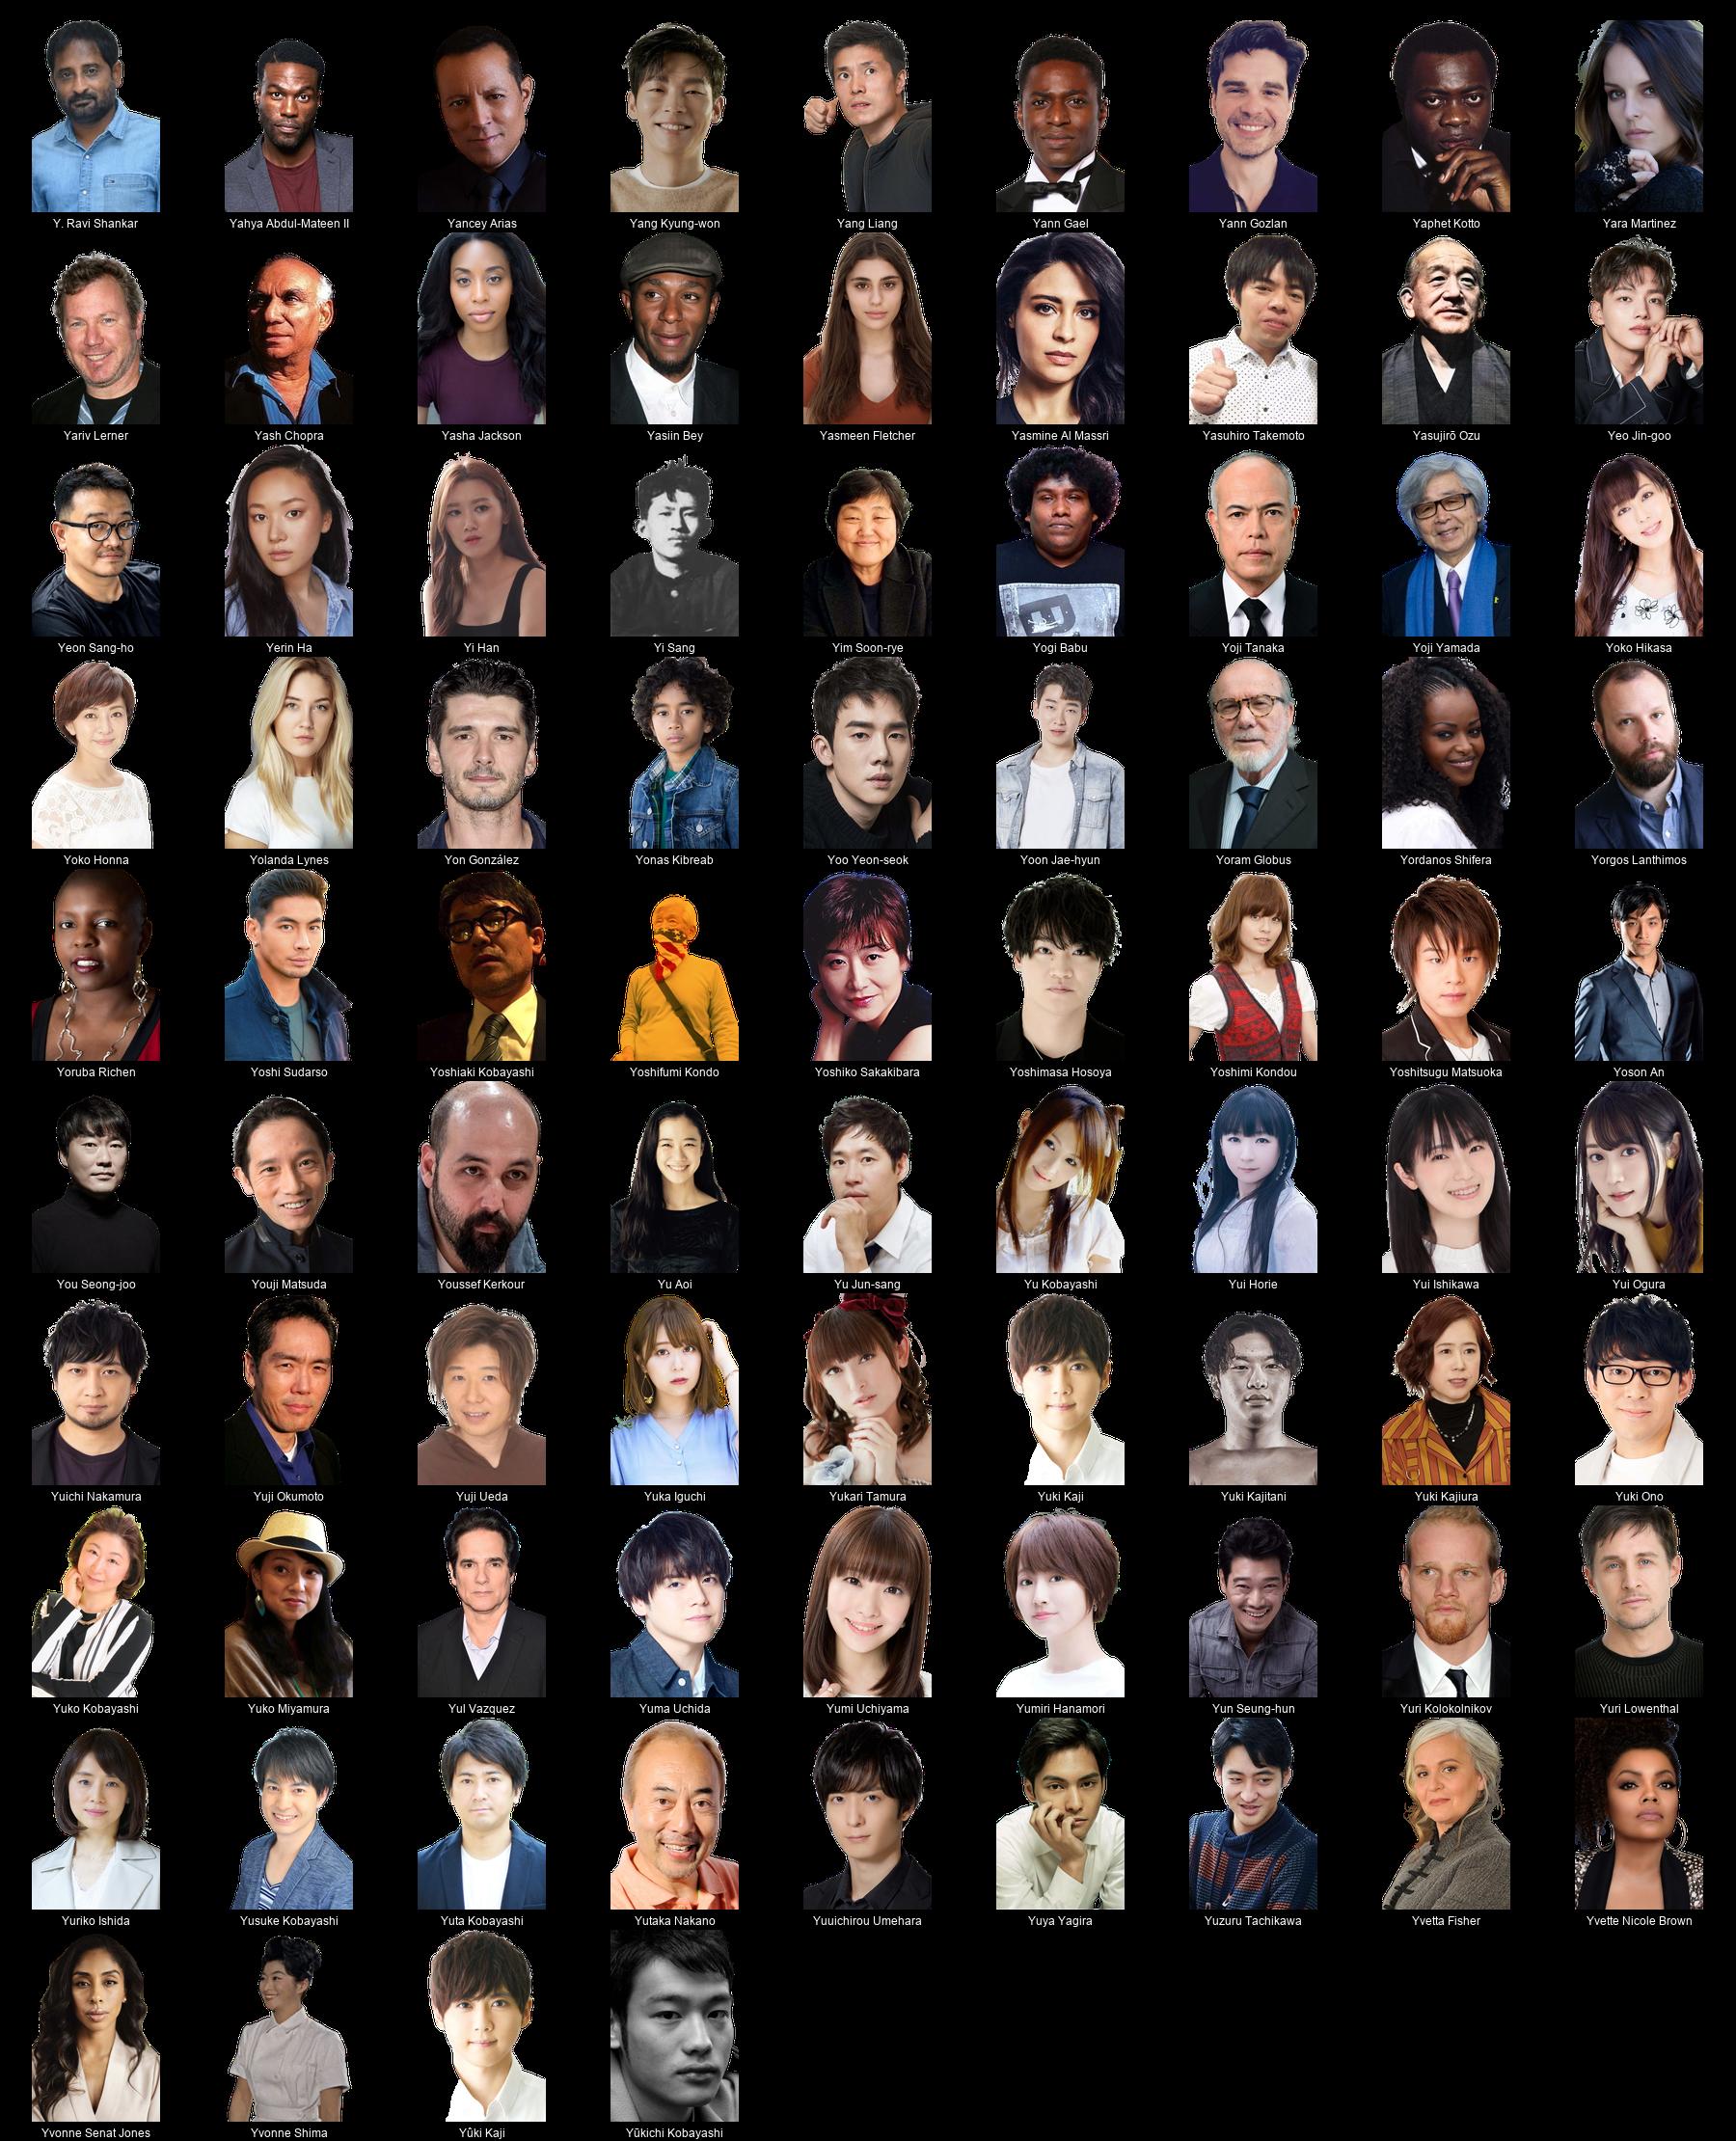 Y. Ravi Shankar
Yahya Abdul-Mateen II
Yancey Arias
Yang Kyung-won
Yang Liang
Yann Gael
Yann Gozlan
Yaphet Kotto
Yara Martinez
Yariv Lerner
Yash Chopra
Yasha Jackson
Yasiin Bey
Yasmeen Fletcher
Yasmine Al Massri
Yasuhiro Takemoto
Yasujirō Ozu
Yeo Jin-goo
Yeon Sang-ho
Yerin Ha
Yi Han
Yi Sang
Yim Soon-rye
Yogi Babu
Yoji Tanaka
Yoji Yamada
Yoko Hikasa
Yoko Honna
Yolanda Lynes
Yon González
Yonas Kibreab
Yoo Yeon-seok
Yoon Jae-hyun
Yoram Globus
Yordanos Shifera
Yorgos Lanthimos
Yoruba Richen
Yoshi Sudarso
Yoshiaki Kobayashi
Yoshifumi Kondo
Yoshiko Sakakibara
Yoshimasa Hosoya
Yoshimi Kondou
Yoshitsugu Matsuoka
Yoson An
You Seong-joo
Youji Matsuda
Youssef Kerkour
Yu Aoi
Yu Jun-sang
Yu Kobayashi
Yui Horie
Yui Ishikawa
Yui Ogura
Yuichi Nakamura
Yuji Okumoto
Yuji Ueda
Yuka Iguchi
Yukari Tamura
Yuki Kaji
Yuki Kajitani
Yuki Kajiura
Yuki Ono
Yuko Kobayashi
Yuko Miyamura
Yul Vazquez
Yuma Uchida
Yumi Uchiyama
Yumiri Hanamori
Yun Seung-hun
Yuri Kolokolnikov
Yuri Lowenthal
Yuriko Ishida
Yusuke Kobayashi
Yuta Kobayashi
Yutaka Nakano
Yuuichirou Umehara
Yuya Yagira
Yuzuru Tachikawa
Yvetta Fisher
Yvette Nicole Brown
Yvonne Senat Jones
Yvonne Shima
Yûki Kaji
Yūkichi Kobayashi